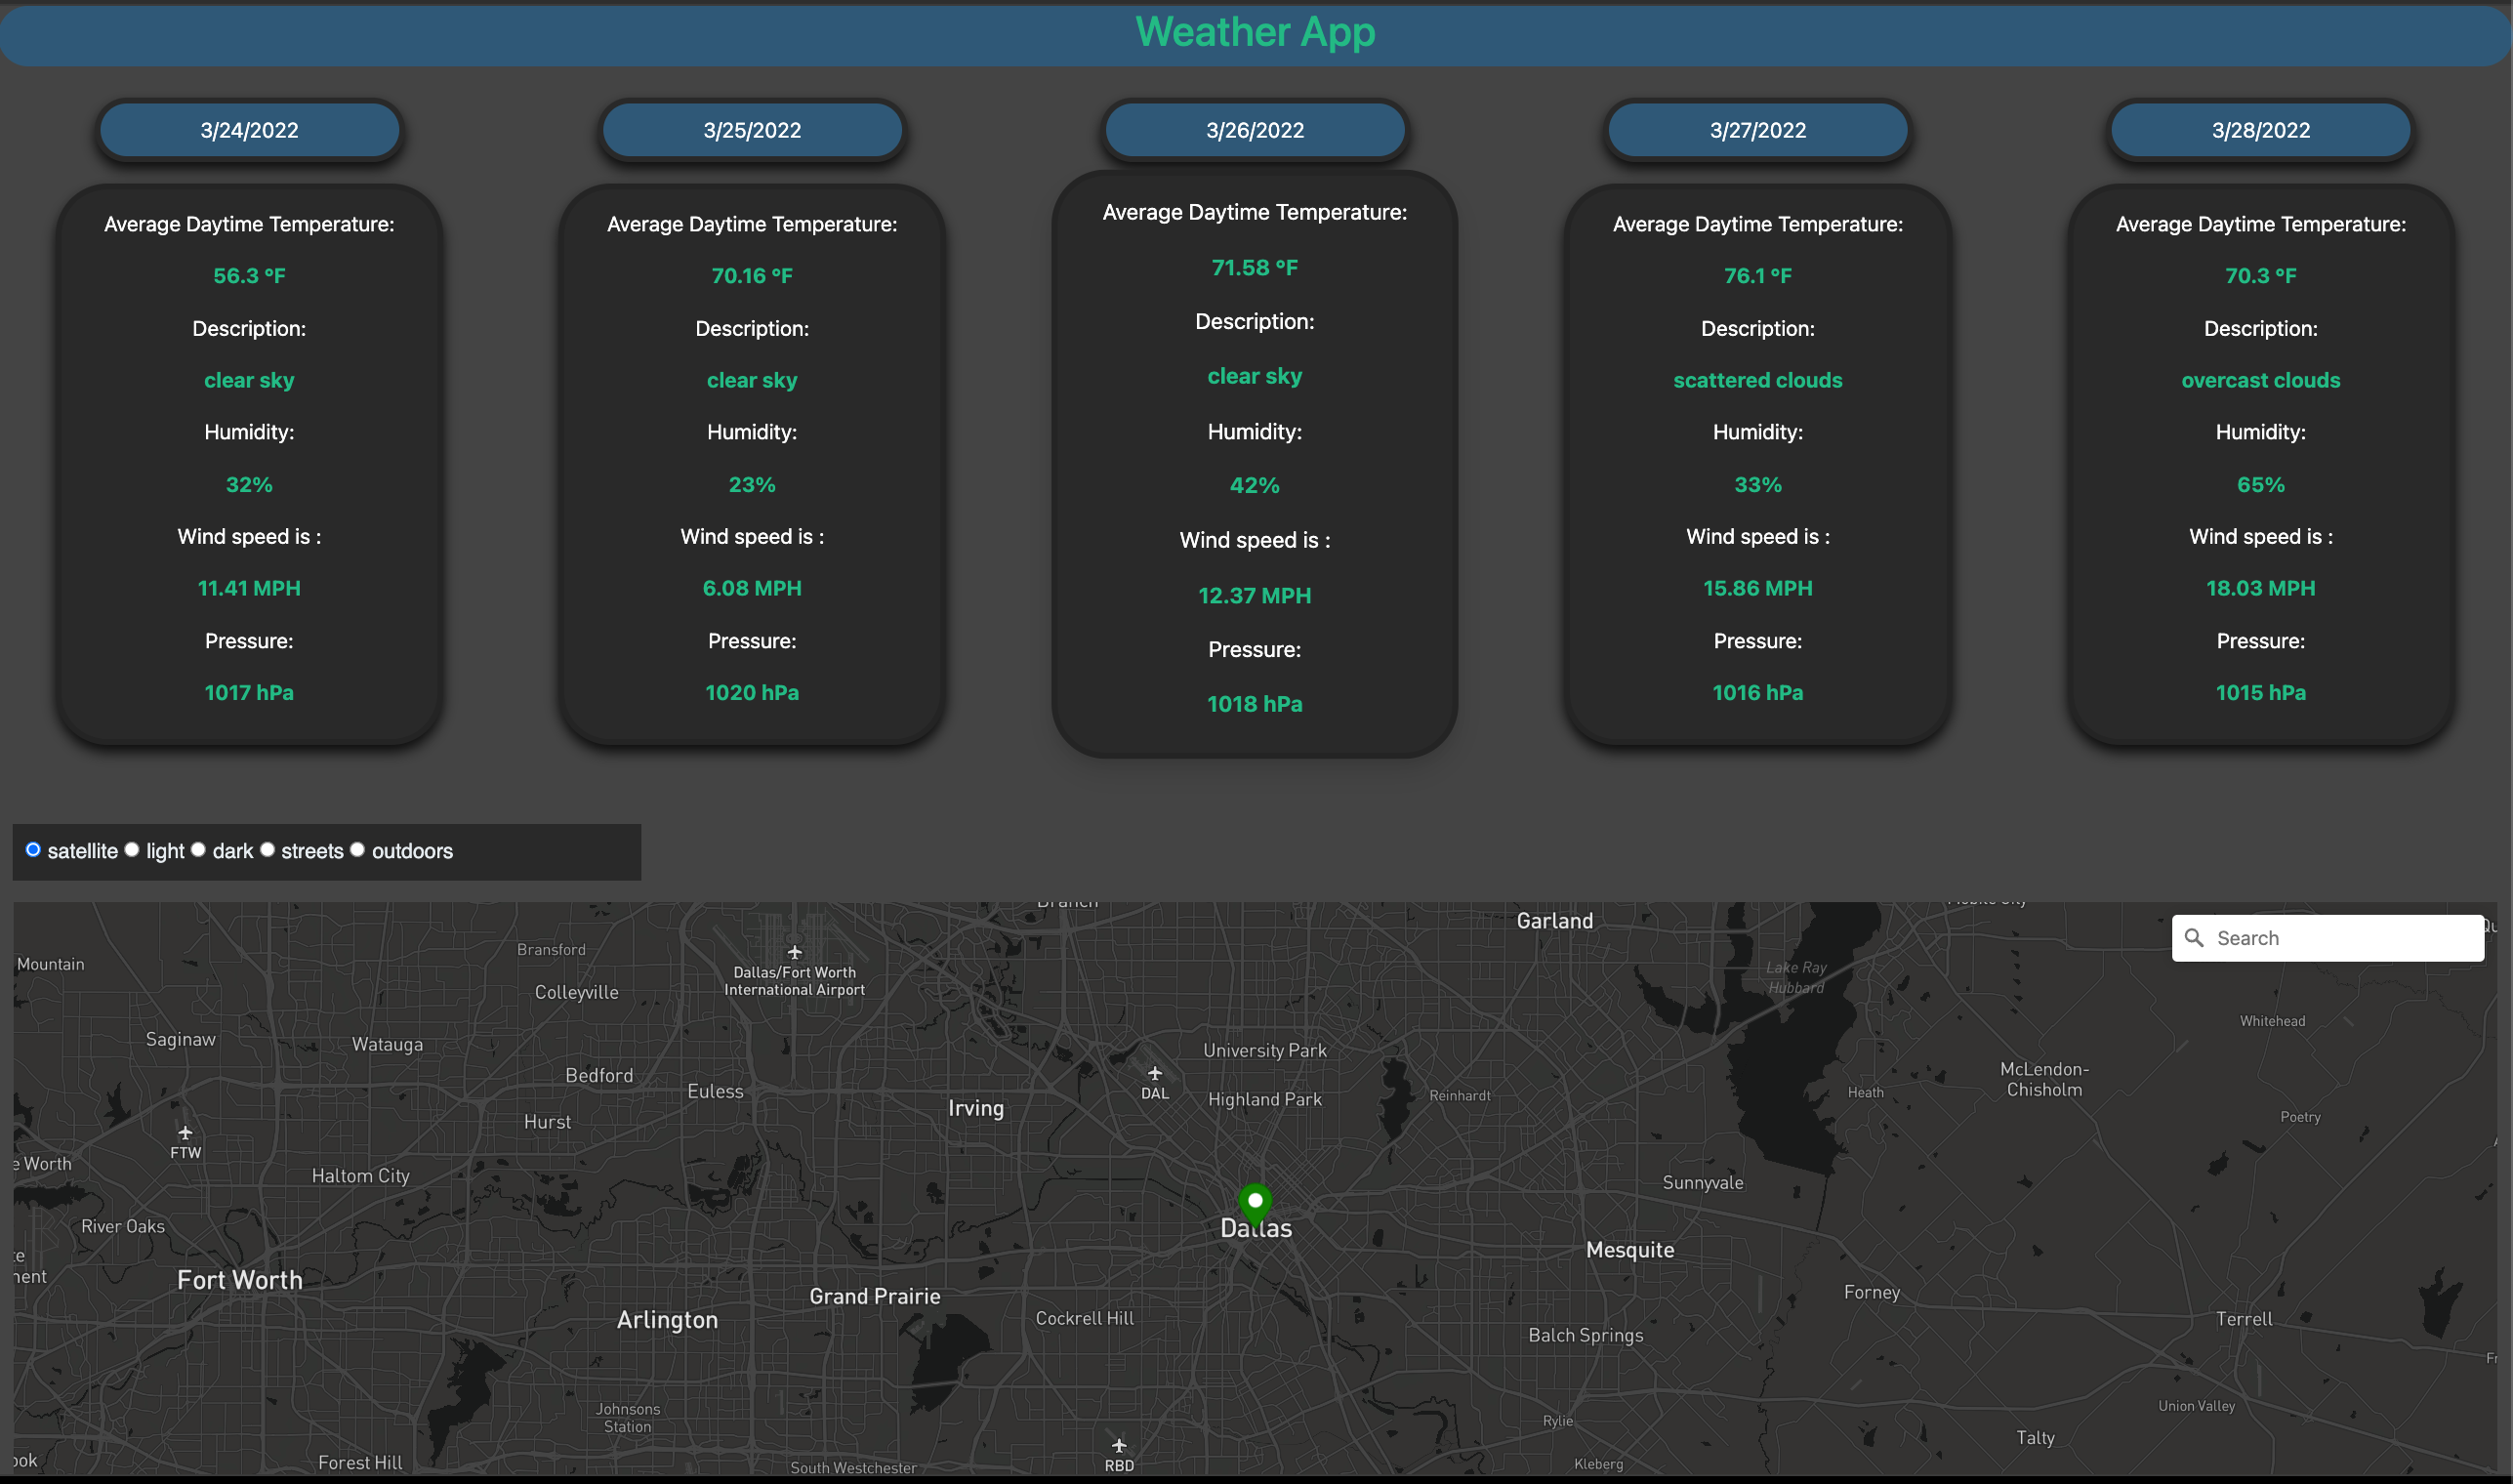 Weather App
3/24/2022
Average Daytime Temperature:
56.3 °F
Description:
clear sky
Humidity:
32%
Wind speed is :
11.41 MPH
Pressure:
1017 hPa
3/25/2022
Average Daytime Temperature:
70.16 °F
Description:
clear sky
Humidity:
23%
Wind speed is :
6.08 MPH
Pressure:
1020 hPa
3/26/2022
Average Daytime Temperature:
71.58 °F
Description:
clear sky
Humidity:
42%
Wind speed is :
12.37 MPH
Pressure:
1018 hPa
3/27/2022
Average Daytime Temperature:
76.1 °F
Description:
scattered clouds
Humidity:
33%
Wind speed is :
15.86 MPH
Pressure:
1016 hPa
3/28/2022
Average Daytime Temperature:
70.3 °F
Description:
overcast clouds
Humidity:
65%
Wind speed is :
18.03 MPH
Pressure:
1015 hPa
satellite light dark streets outdoors
Branch
Garland
Search
Bransford
Mountain
Dallas/Fort Worth
International Airport
Lake Ray
Hubbard
Colleyville
Whitehead
Saginaw
Watauga
University Park
Bedford
McLendon-
Chisholm
Euless
DAL
Highland Park
Reinhardt
Heath
Irving
Hurst
Poetry
FTW
e Worth
Haltom City
Sunnyvale
River Oaks
Dallas
Mesquite
Fort Worth
Grand Prairie
Forney
Arlington
Cockrell Hill
Terrell
Balch Springs
Johnsons
Station
Union Valley
Rylie
Talty
RBD
Forest Hill
South Westchester
Kleberg